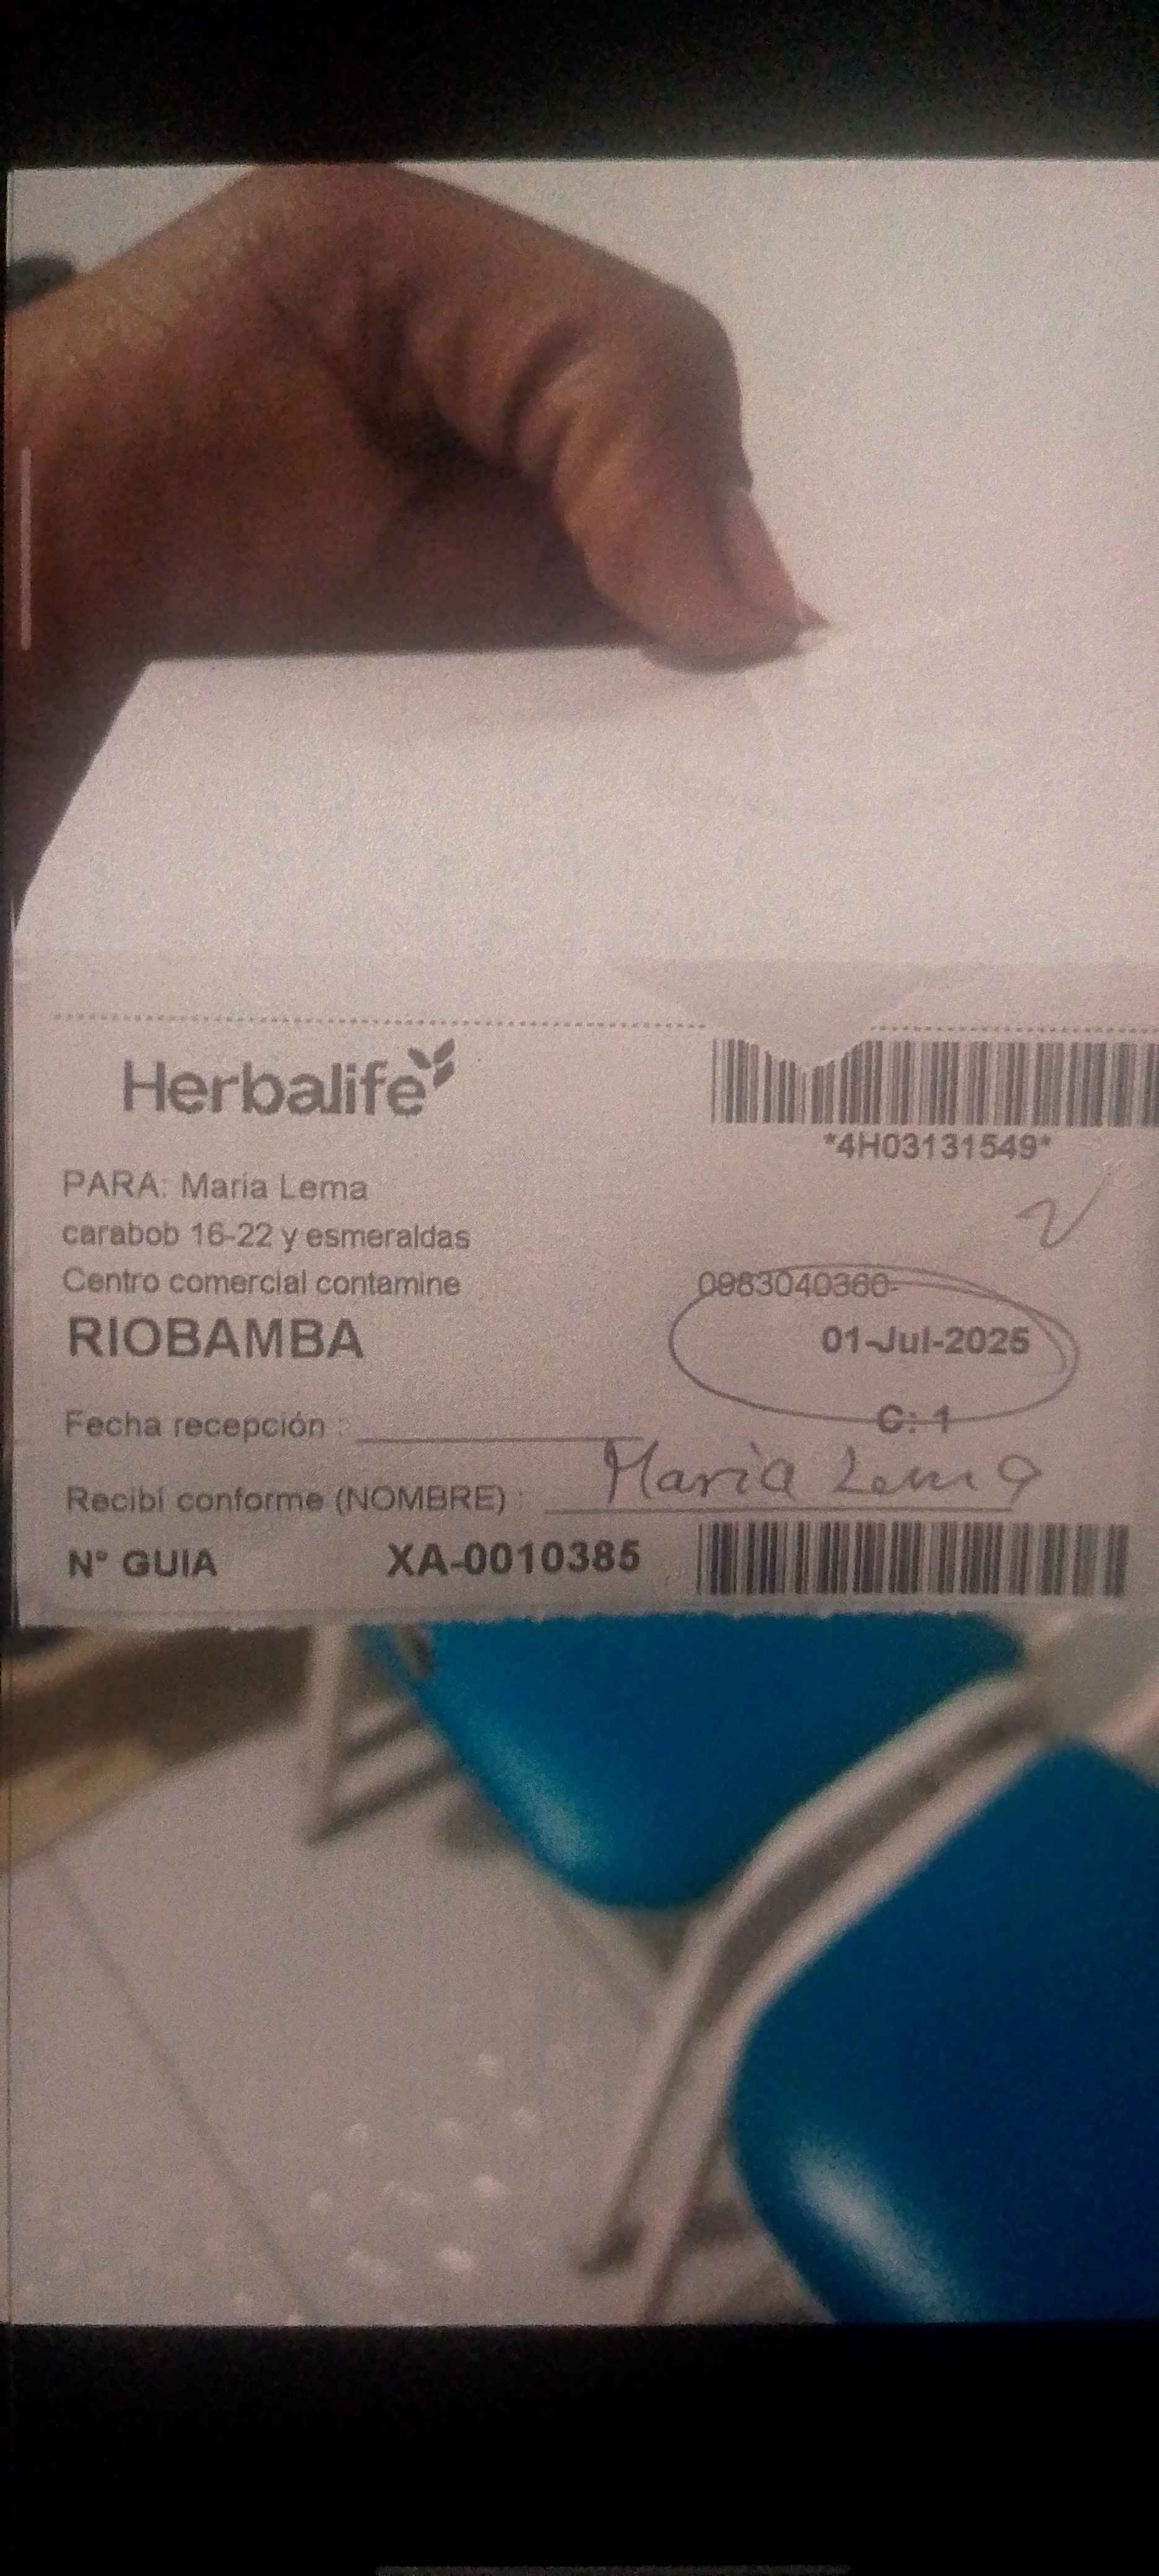 Herbalife
*4H03131549*
PARA: Maria Lema
carabob 16-22 y esmeraldas
Centro comercial contamine
0983040360
RIOBAMBA
01-Jul-2025
C: 1
Fecha recepción :
Recibí conforme (NOMBRE) : Maria Lema
N° GUIA XA-0010385